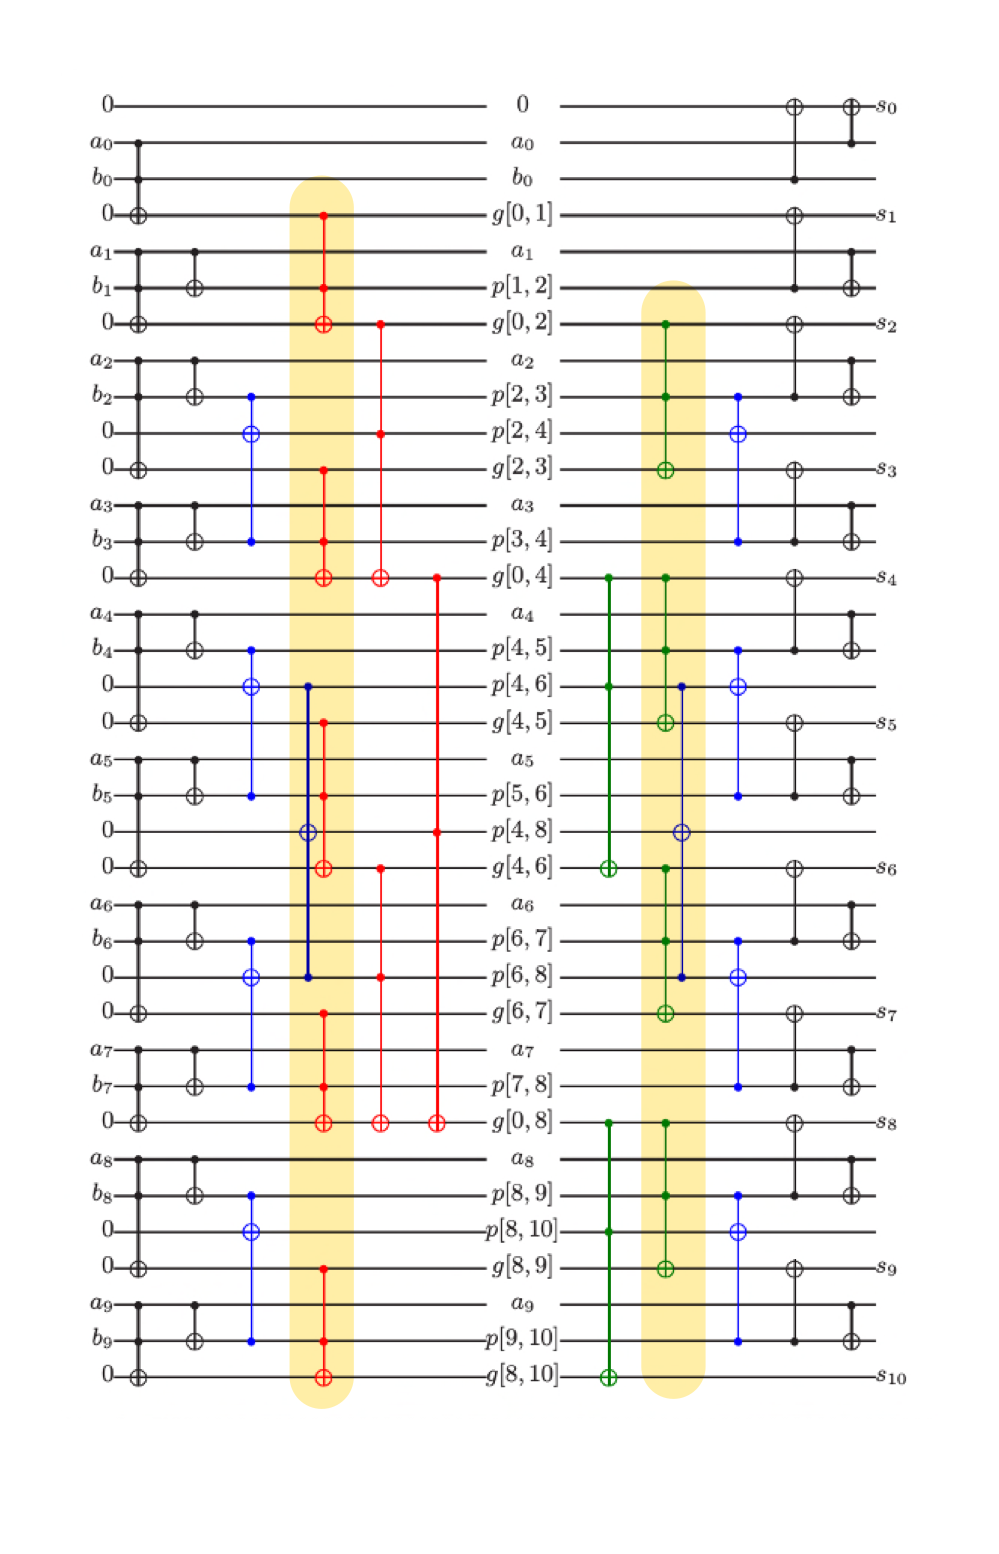 0 0 s₀
a₀ a₀
b₀ b₀
0 g[0, 1] s₁
a₁ a₁
b₁ p[1, 2]
0 g[0, 2] s₂
a₂ a₂
b₂ p[2, 3]
0 p[2, 4]
0 g[2, 3] s₃
a₃ a₃
b₃ p[3, 4]
0 g[0, 4] s₄
a₄ a₄
b₄ p[4, 5]
0 p[4, 6]
0 g[4, 5] s₅
a₅ a₅
b₅ p[5, 6]
0 p[4, 8]
0 g[4, 6] s₆
a₆ a₆
b₆ p[6, 7]
0 p[6, 8]
0 g[6, 7] s₇
a₇ a₇
b₇ p[7, 8]
0 g[0, 8] s₈
a₈ a₈
b₈ p[8, 9]
0 p[8, 10]
0 g[8, 9] s₉
a₉ a₉
b₉ p[9, 10]
0 g[8, 10] s₁₀